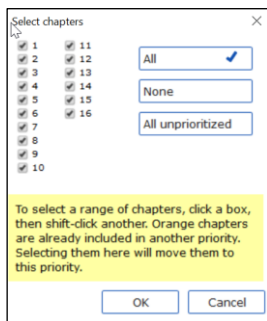 Select chapters
1 11
2 12
3 13
4 14
5 15
6 16
7
8
9
10
All
None
All unprioritized
To select a range of chapters, click a box,
then shift-click another. Orange chapters
are already included in another priority.
Selecting them here will move them to
this priority.
OK Cancel